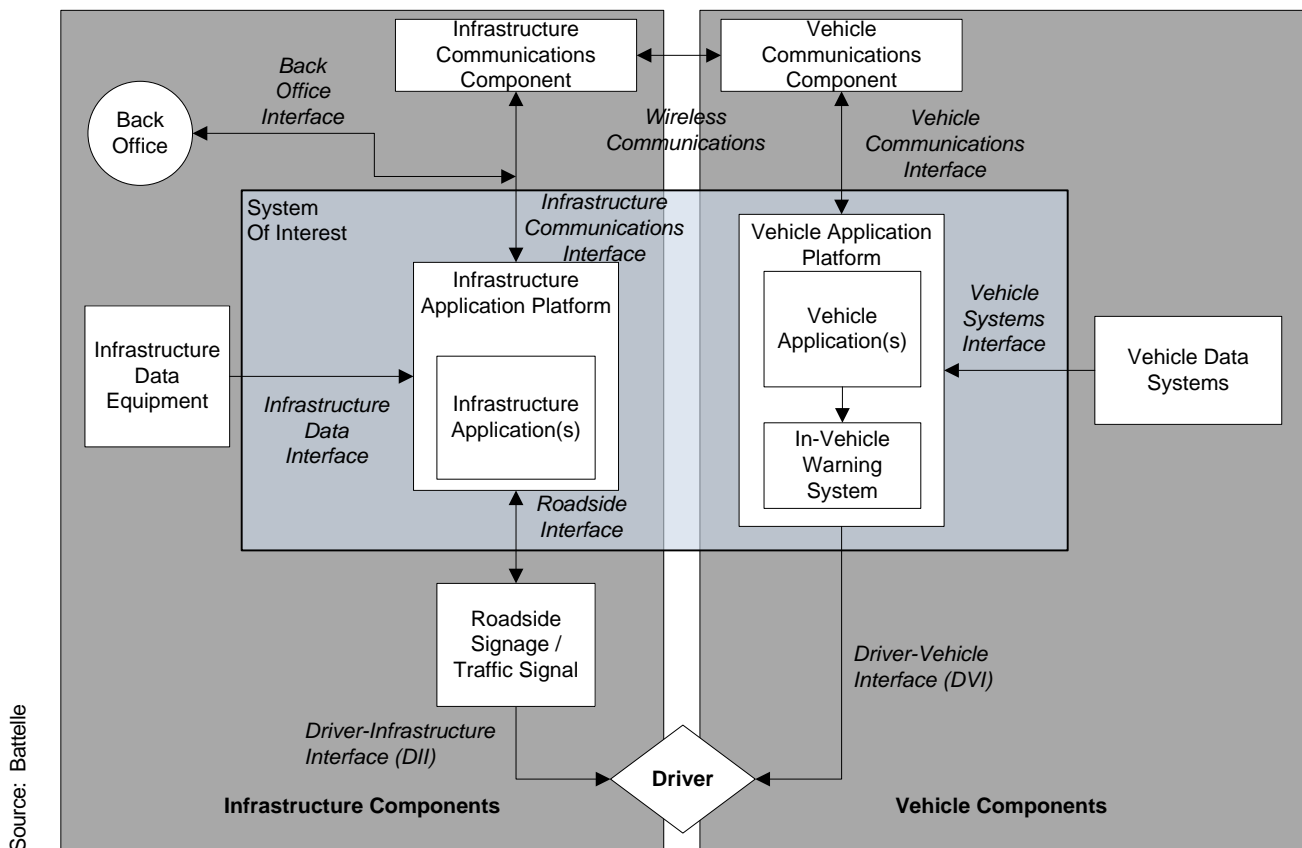 Infrastructure
Communications
Component
Vehicle
Communications
Component
Back
Office
Interface
Back
Office
Wireless
Communications
Vehicle
Communications
Interface
System
Of Interest
Infrastructure
Communications
Interface
Vehicle Application
Platform
Infrastructure
Application Platform
Vehicle
Application(s)
Vehicle
Systems
Interface
Infrastructure
Data
Equipment
Vehicle Data
Systems
Infrastructure
Data
Interface
Infrastructure
Application(s)
In-Vehicle
Warning
System
Roadside
Interface
Roadside
Signage /
Traffic Signal
Driver-Vehicle
Interface (DVI)
Driver-Infrastructure
Interface (DII)
Driver
Infrastructure Components
Vehicle Components
Source: Battelle